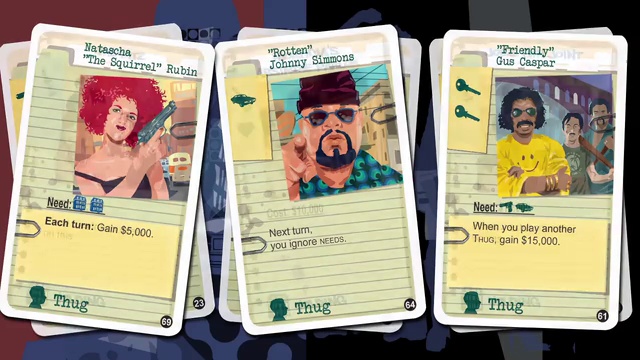 Natascha
"The Squirrel" Rubin
Need:
Each turn: Gain $5,000.
Thug
69
23
"Rotten"
Johnny Simmons
Next turn,
you ignore NEEDS.
Thug
64
"Friendly"
Gus Caspar
Need:
When you play another
THUG, gain $15,000.
Thug
61